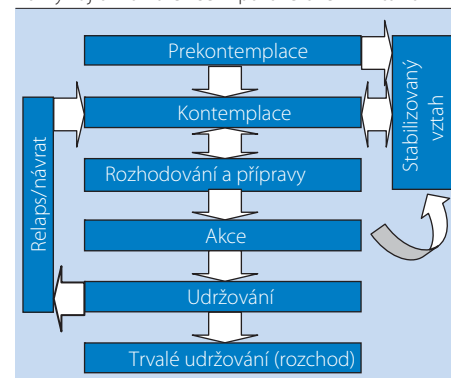 Prekontemplace
Kontemplace
Rozhodování a přípravy
Akce
Udržování
Trvalé udržování (rozchod)
Relaps/návrat
Stabilizovaný
vztah